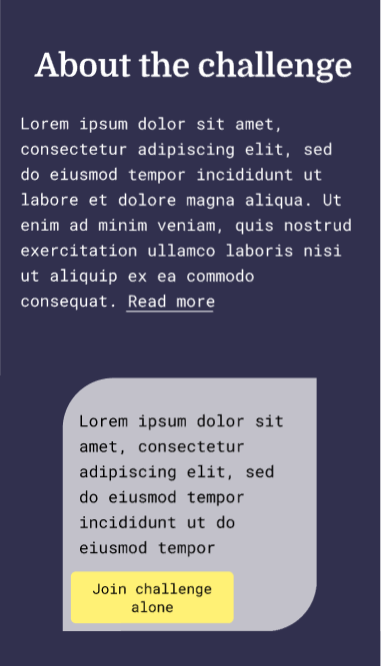 About the challenge
Lorem ipsum dolor sit amet,
consectetur adipiscing elit, sed
do eiusmod tempor incididunt ut
labore et dolore magna aliqua. Ut
enim ad minim veniam, quis nostrud
exercitation ullamco laboris nisi
ut aliquip ex ea commodo
consequat. Read more
Lorem ipsum dolor sit
amet, consectetur
adipiscing elit, sed
do eiusmod tempor
incididunt ut do
eiusmod tempor
Join challenge
alone